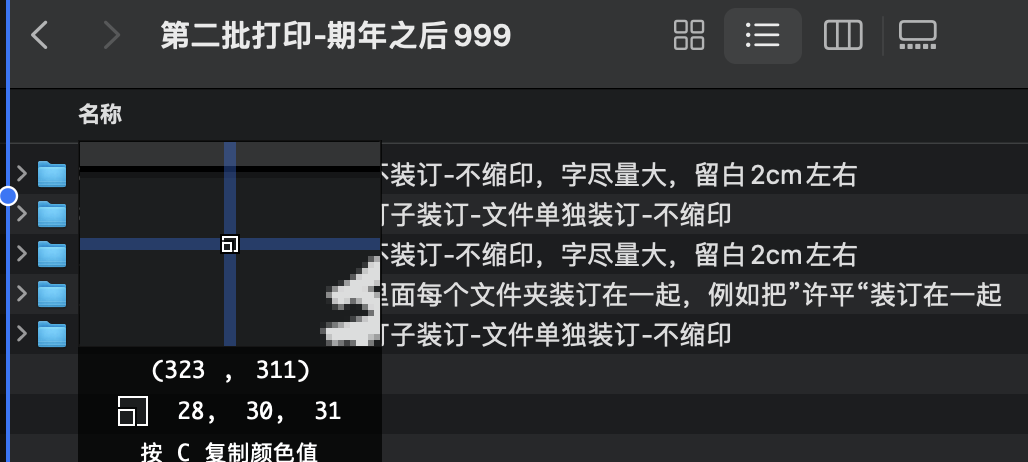 第二批打印-期年之后999
名称
装订-不缩印，字尽量大，留白2cm左右
子装订-文件单独装订-不缩印
装订-不缩印，字尽量大，留白2cm左右
里面每个文件夹装订在一起，例如把”许平“装订在一起
子装订-文件单独装订-不缩印
(323 , 311)
28, 30, 31
按 C 复制颜色值